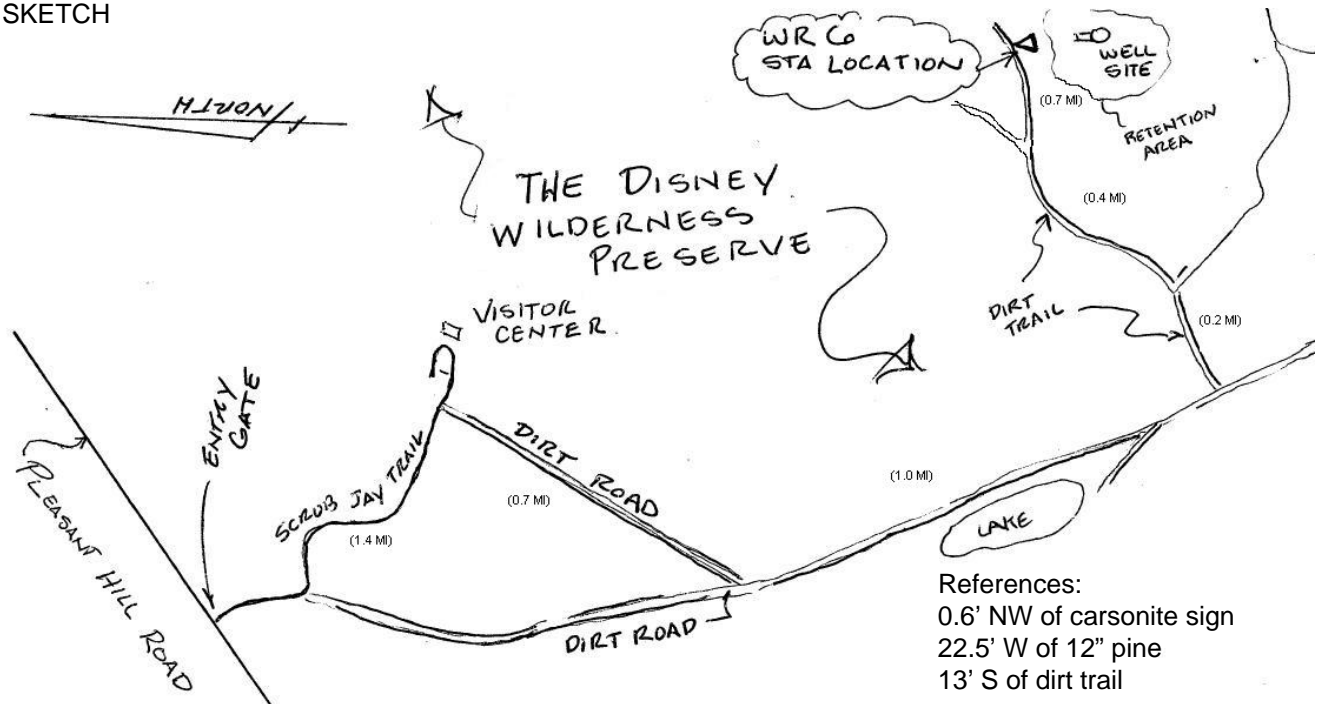 SKETCH
WR 6
STA LOCATION
WELL
SITE
(0.7 MI)
RETENTION
AREA
NORTH
THE DISNEY
WILDERNESS
PRESERVE
(0.4 MI)
DIRT
TRAIL
(0.2 MI)
VISITOR
CENTER
ENTRY
GATE
PLEASANT HILL ROAD
SCRUB JAY TRAIL
(1.4 MI)
DIRT ROAD
(0.7 MI)
(1.0 MI)
LAKE
DIRT ROAD
References:
0.6’ NW of carsonite sign
22.5’ W of 12” pine
13’ S of dirt trail